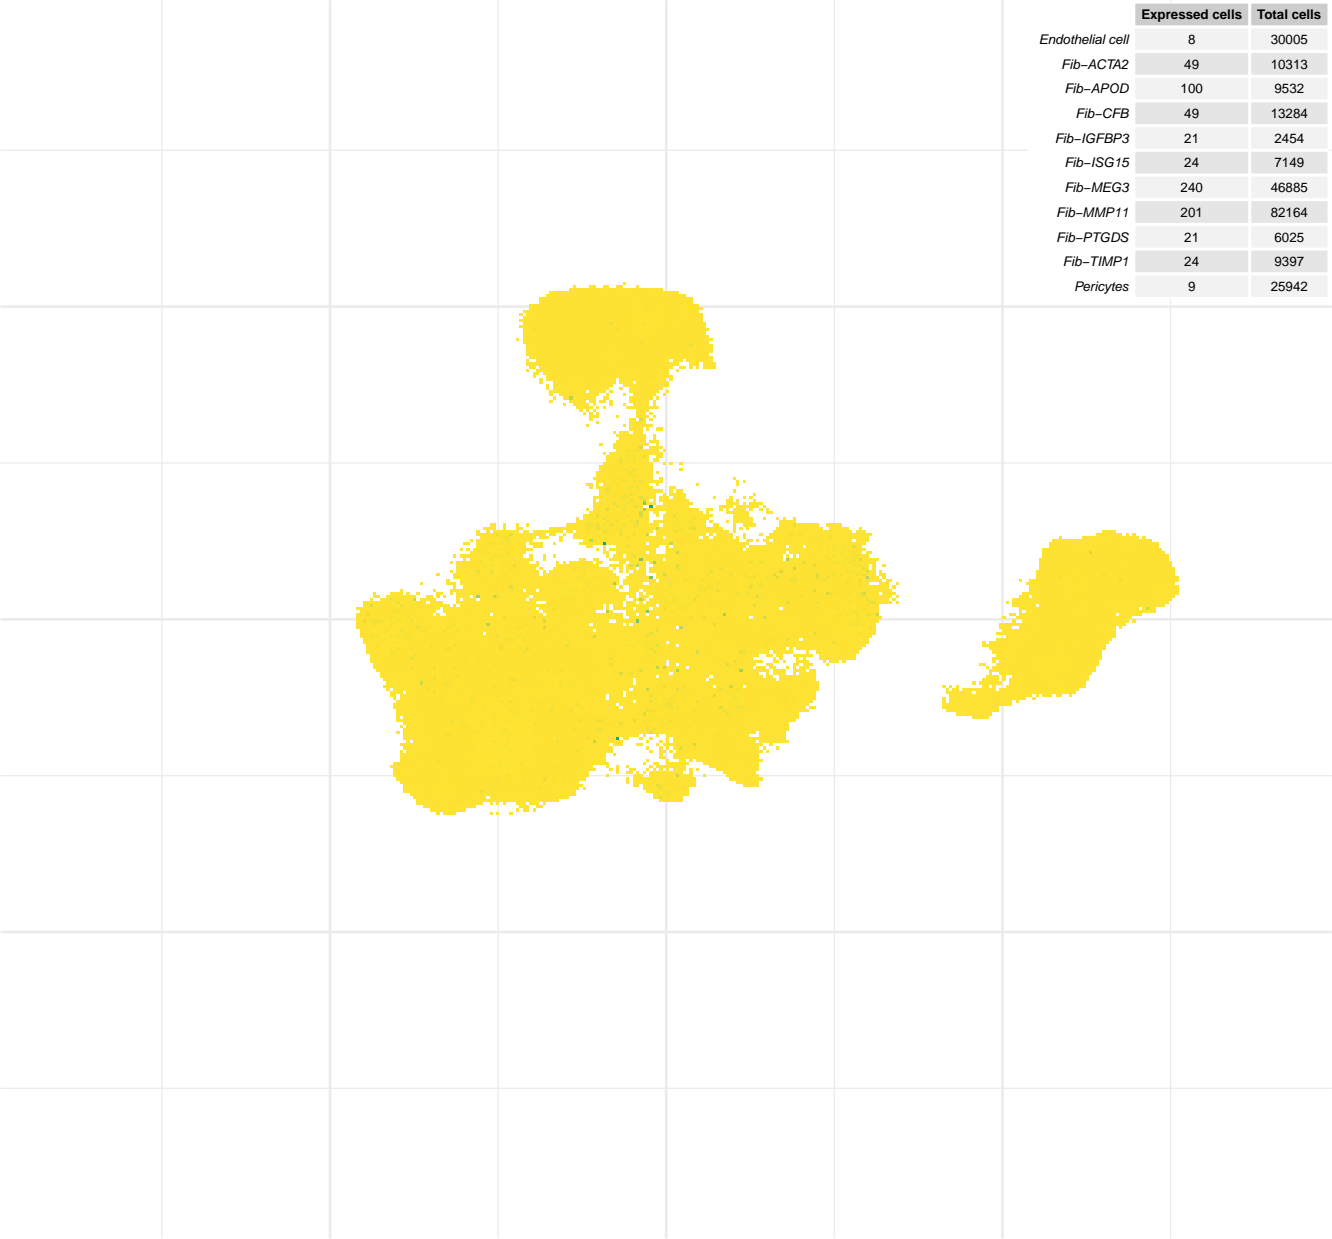 Expressed cells Total cells
Endothelial cell 8 30005
Fib−ACTA2 49 10313
Fib−APOD 100 9532
Fib−CFB 49 13284
Fib−IGFBP3 21 2454
Fib−ISG15 24 7149
Fib−MEG3 240 46885
Fib−MMP11 201 82164
Fib−PTGDS 21 6025
Fib−TIMP1 24 9397
Pericytes 9 25942